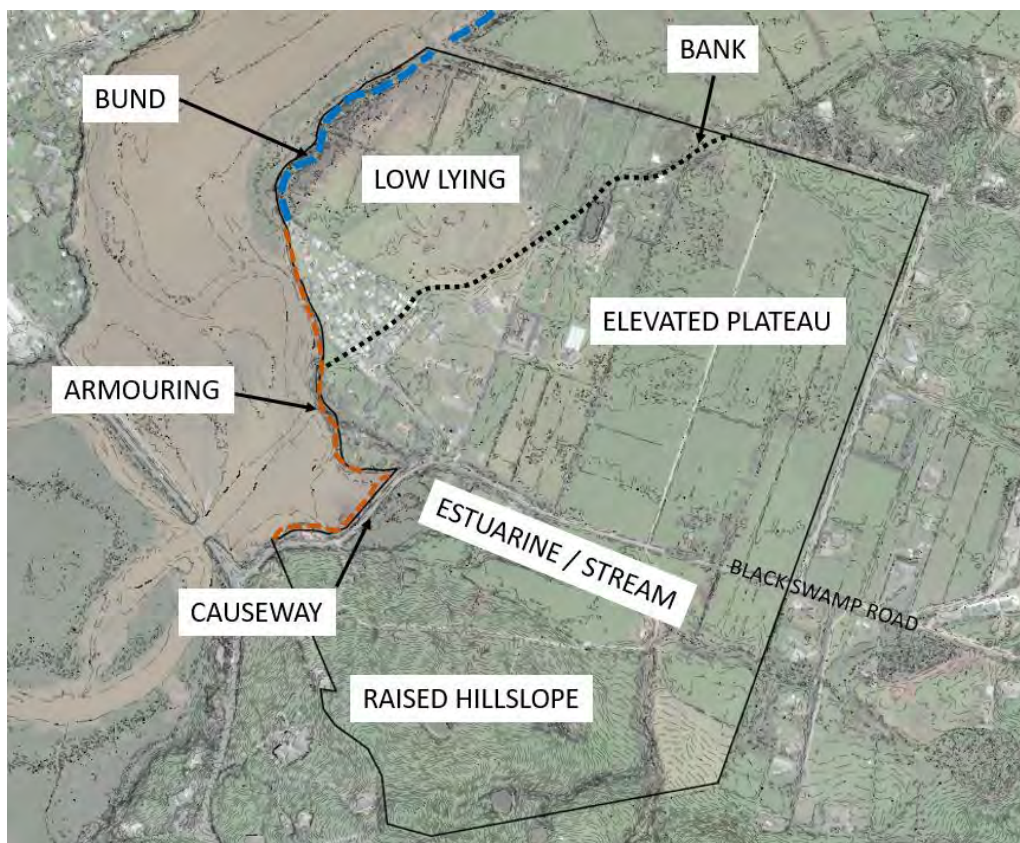 BANK
BUND
LOW LYING
ELEVATED PLATEAU
ARMOURING
ESTUARINE / STREAM
BLACK SWAMP ROAD
CAUSEWAY
RAISED HILLSLOPE